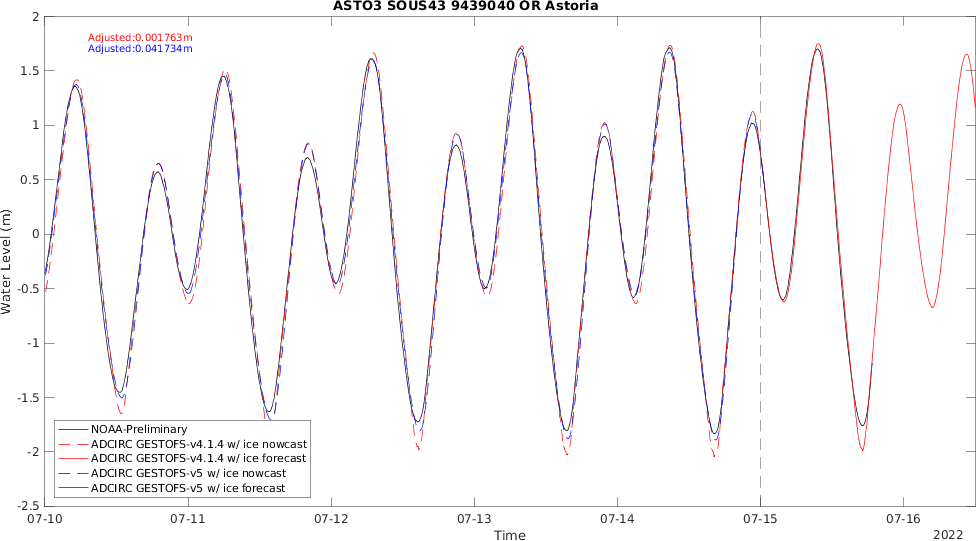 ASTO3 SOUS43 9439040 OR Astoria
Adjusted:0.001763m
Adjusted:0.041734m
2
1.5
1
0.5
0
-0.5
-1
-1.5
-2
-2.5
Water Level (m)
NOAA-Preliminary
ADCIRC GESTOFS-v4.1.4 w/ ice nowcast
ADCIRC GESTOFS-v4.1.4 w/ ice forecast
ADCIRC GESTOFS-v5 w/ ice nowcast
ADCIRC GESTOFS-v5 w/ ice forecast
07-10 07-11 07-12 07-13 07-14 07-15 07-16
Time
2022